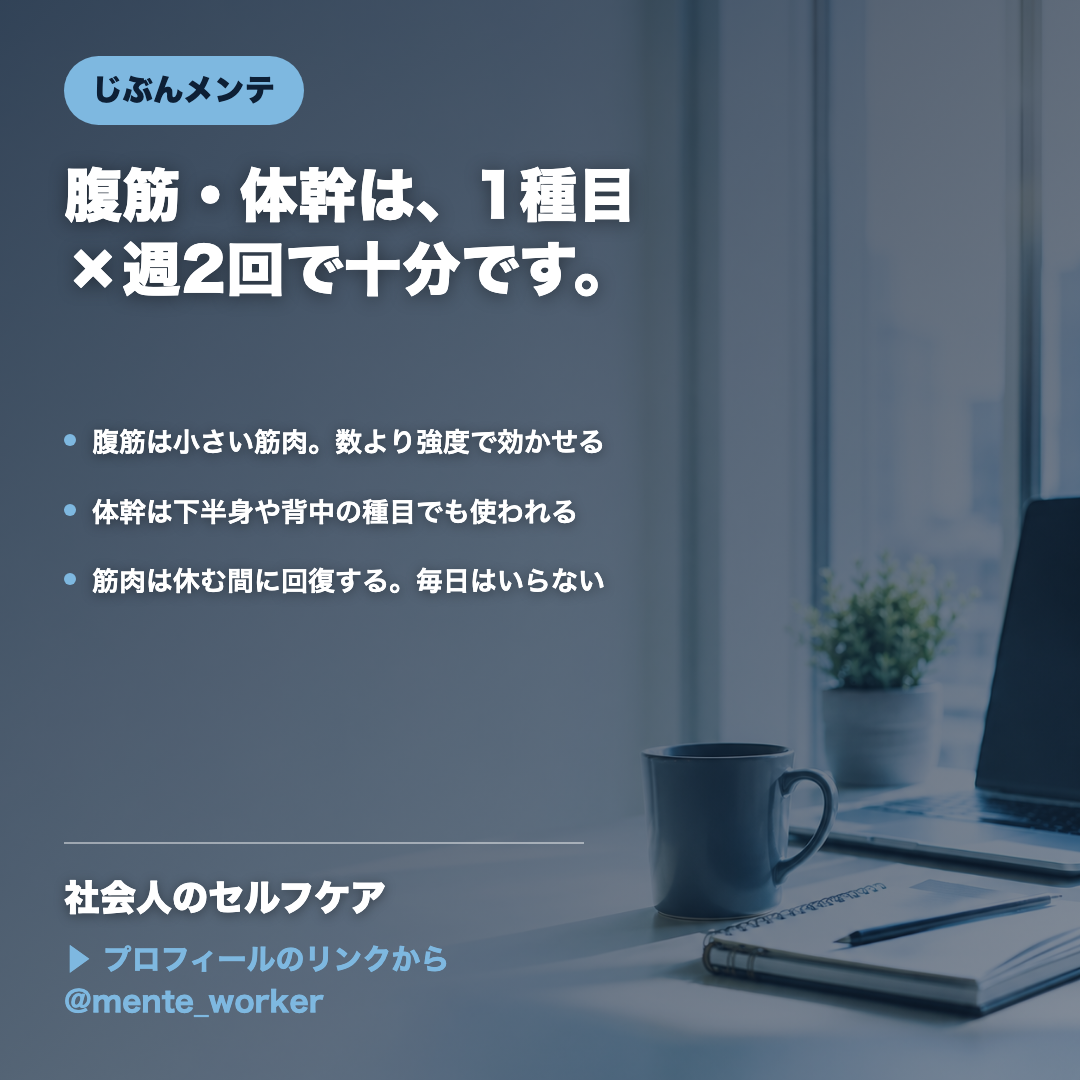 じぶんメンテ
腹筋・体幹は、1種目
×週2回で十分です。
腹筋は小さい筋肉。数より強度で効かせる
体幹は下半身や背中の種目でも使われる
筋肉は休む間に回復する。毎日はいらない
社会人のセルフケア
▶ プロフィールのリンクから
@mente_worker